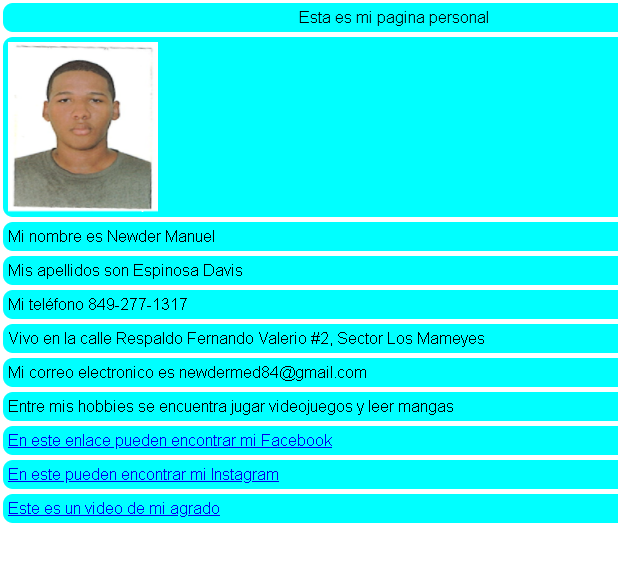 Esta es mi pagina personal
Mi nombre es Newder Manuel
Mis apellidos son Espinosa Davis
Mi teléfono 849-277-1317
Vivo en la calle Respaldo Fernando Valerio #2, Sector Los Mameyes
Mi correo electronico es newdermed84@gmail.com
Entre mis hobbies se encuentra jugar videojuegos y leer mangas
En este enlace pueden encontrar mi Facebook
En este pueden encontrar mi Instagram
Este es un video de mi agrado